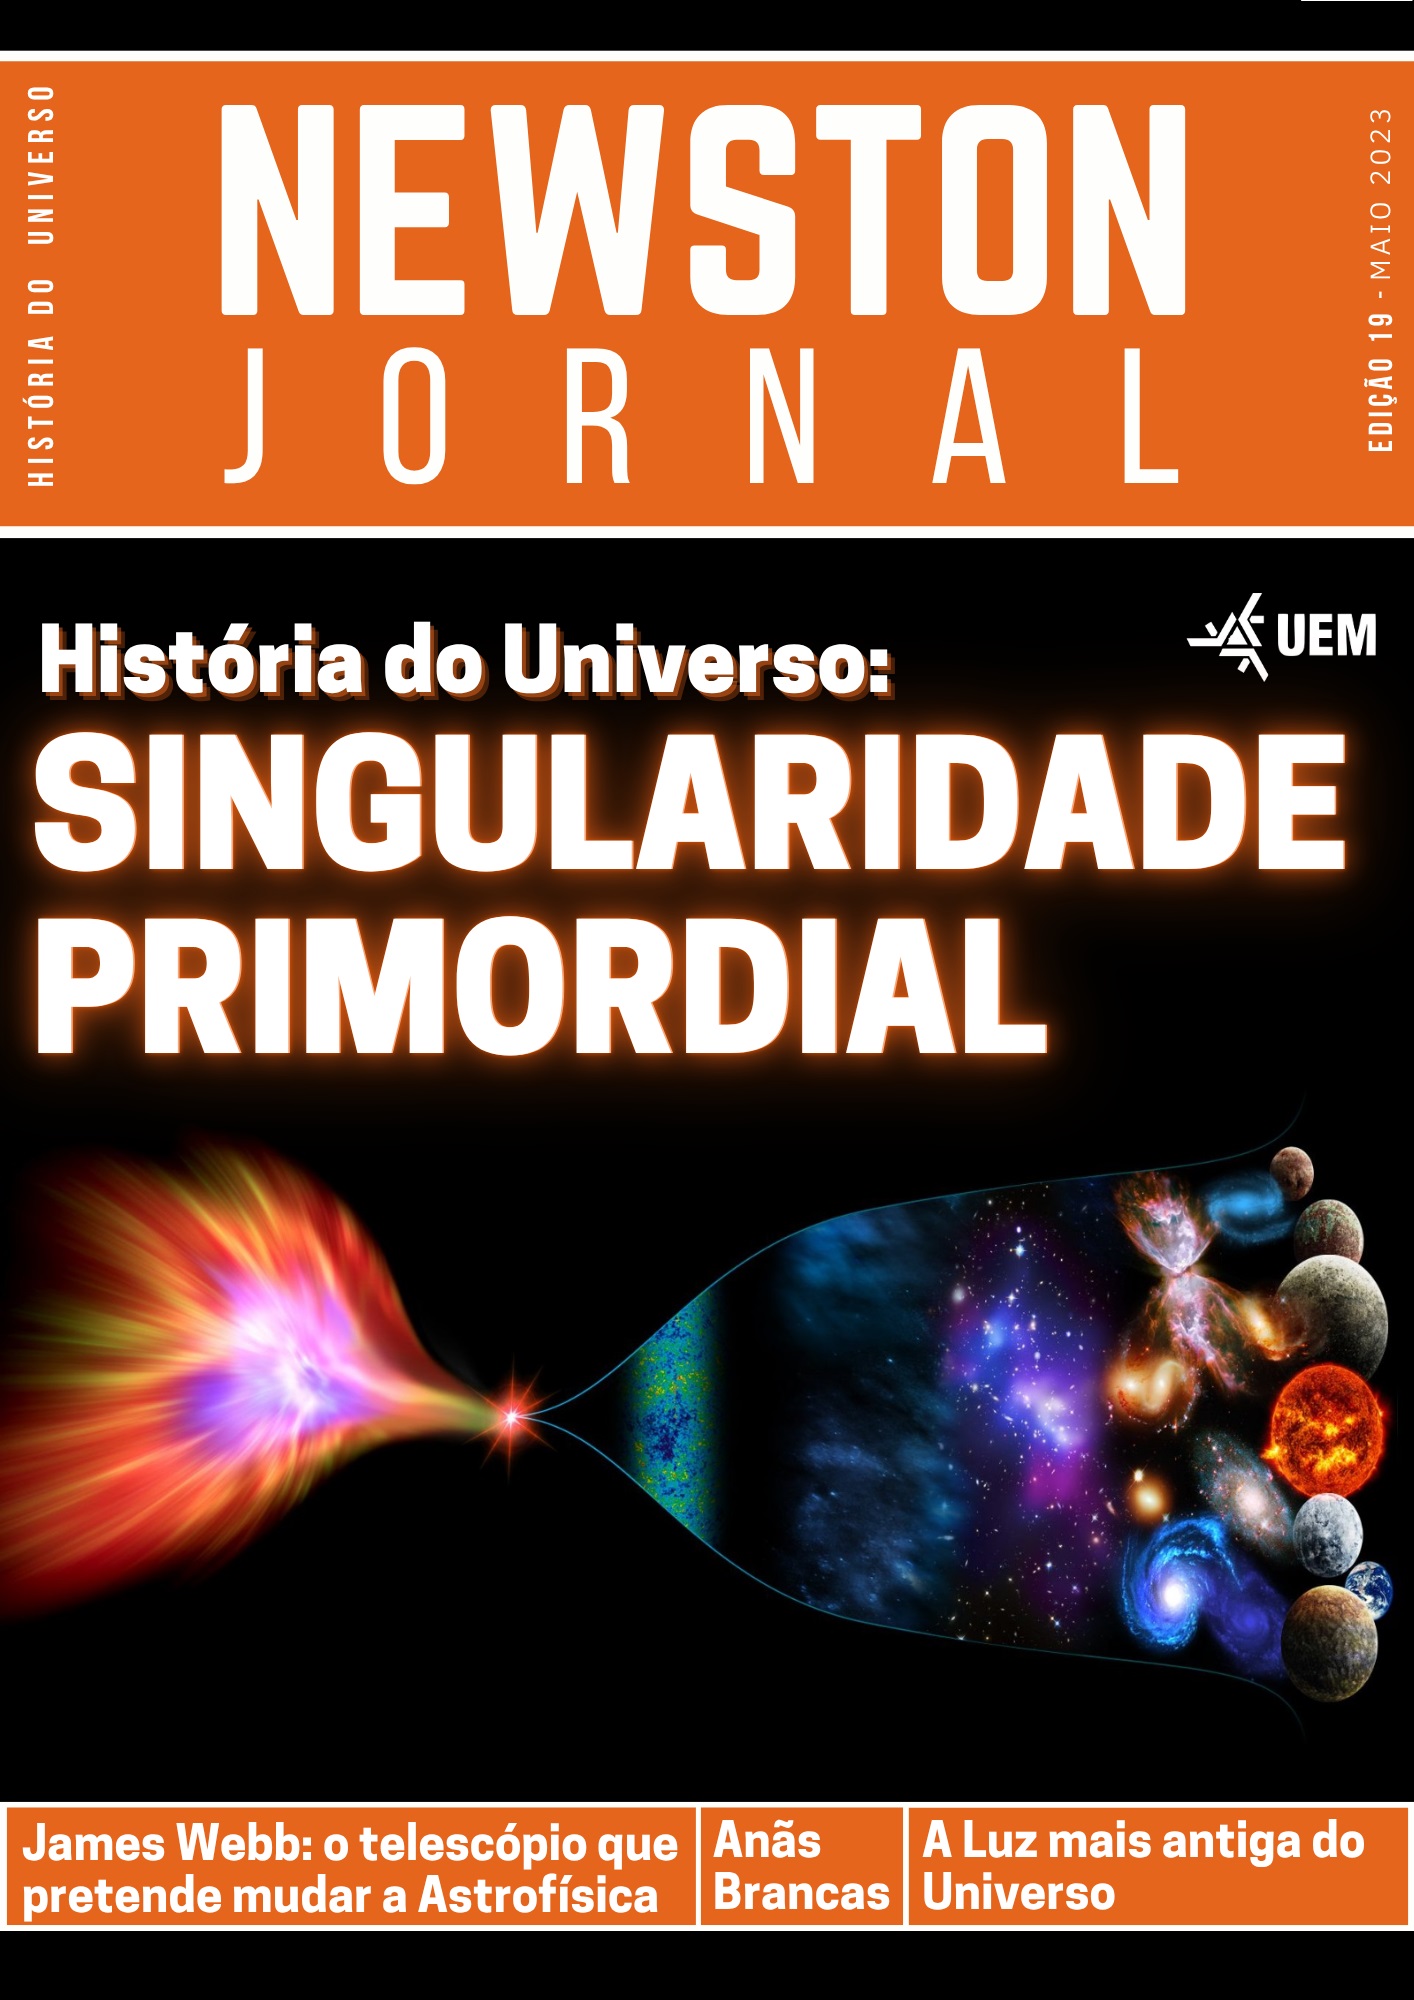 HISTÓRIA DO UNIVERSO
NEWSTON
JORNAL
EDIÇÃO 19 - MAIO 2023
UEM
História do Universo:
SINGULARIDADE
PRIMORDIAL
James Webb: o telescópio que
pretende mudar a Astrofísica
Anãs
Brancas
A Luz mais antiga do
Universo